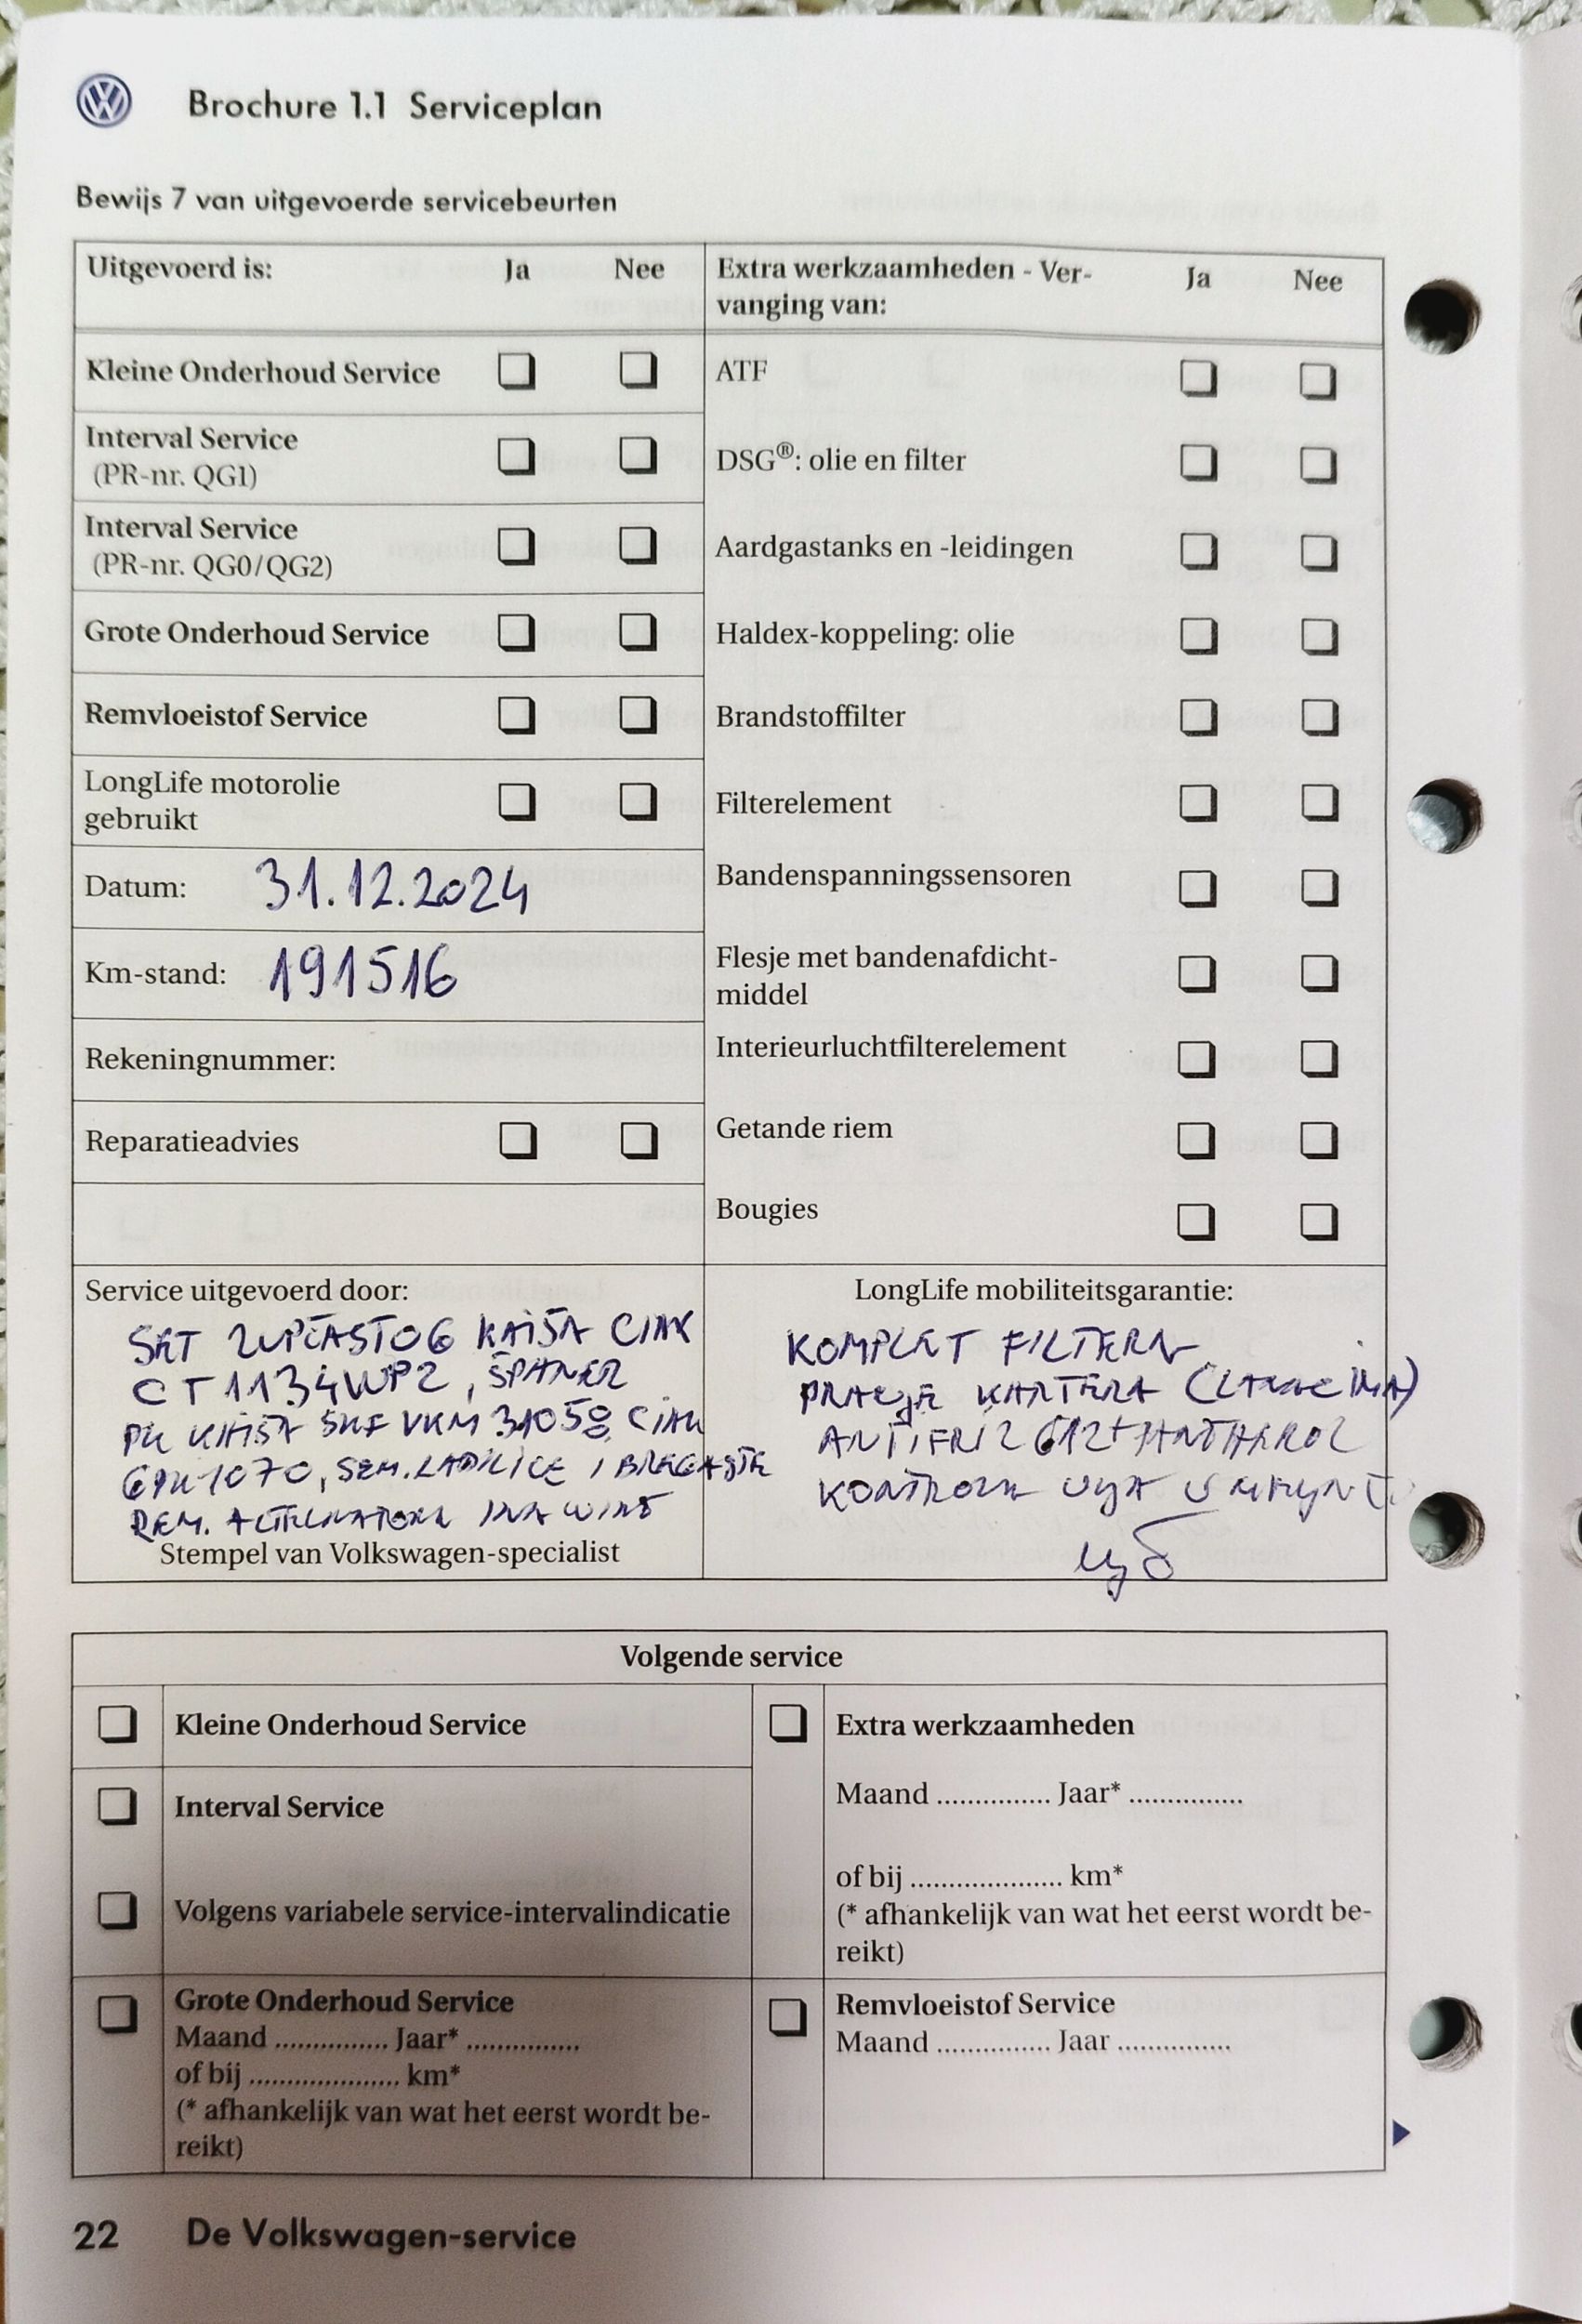 Brochure 1.1 Serviceplan
Bewijs 7 van uitgevoerde servicebeurten
Uitgevoerd is: Ja Nee
Kleine Onderhoud Service
Interval Service
(PR-nr. QG1)
Interval Service
(PR-nr. QG0/QG2)
Grote Onderhoud Service
Remvloeistof Service
LongLife motorolie
gebruikt
Datum: 31.12.2024
Km-stand: 191516
Rekeningnummer:
Reparatieadvies
Extra werkzaamheden - Ver-
vanging van: Ja Nee
ATF
DSG®: olie en filter
Aardgastanks en -leidingen
Haldex-koppeling: olie
Brandstoffilter
Filterelement
Bandenspanningssensoren
Flesje met bandenafdicht-
middel
Interieurluchtfilterelement
Getande riem
Bougies
Service uitgevoerd door:
SET ZUPČASTOG KAIŠA CIAK
CT1134WP2, ŠPANER
PK KAIŠA SKF VKM 31058, CIAK
6PK1070, SEM. I
REM. ALTERNATORA INA
Stempel van Volkswagen-specialist
LongLife mobiliteitsgarantie:
KOMPLET FILTERA
PRANJE KARTERA
ANTIFRIZ G12+
KONTROLA ULJA U
Volgende service
Kleine Onderhoud Service
Interval Service
Volgens variabele service-intervalindicatie
Extra werkzaamheden
Maand ............... Jaar* ...............
of bij .................... km*
(* afhankelijk van wat het eerst wordt be-
reikt)
Grote Onderhoud Service
Maand ............... Jaar* ...............
of bij .................... km*
(* afhankelijk van wat het eerst wordt be-
reikt)
Remvloeistof Service
Maand ............... Jaar ...............
22 De Volkswagen-service